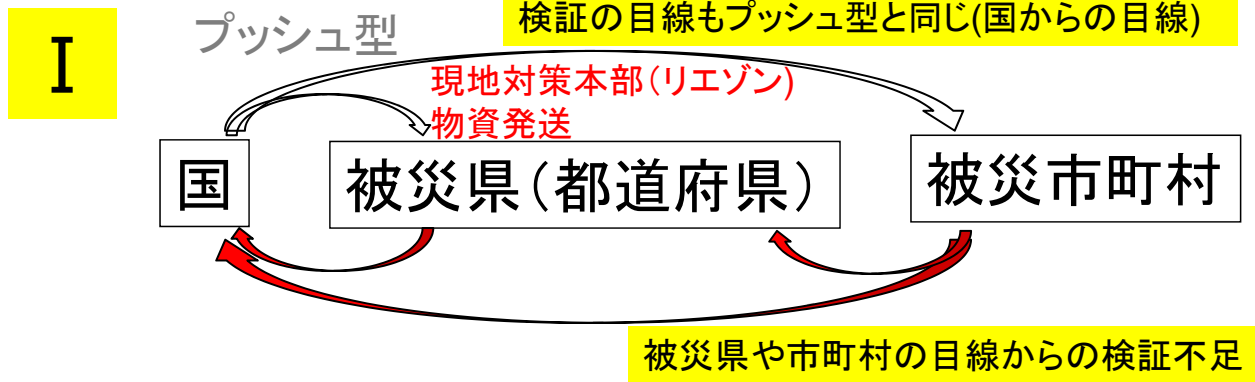 I
プッシュ型
検証の目線もプッシュ型と同じ(国からの目線)
現地対策本部(リエゾン)
物資発送
国
被災県(都道府県)
被災市町村
被災県や市町村の目線からの検証不足